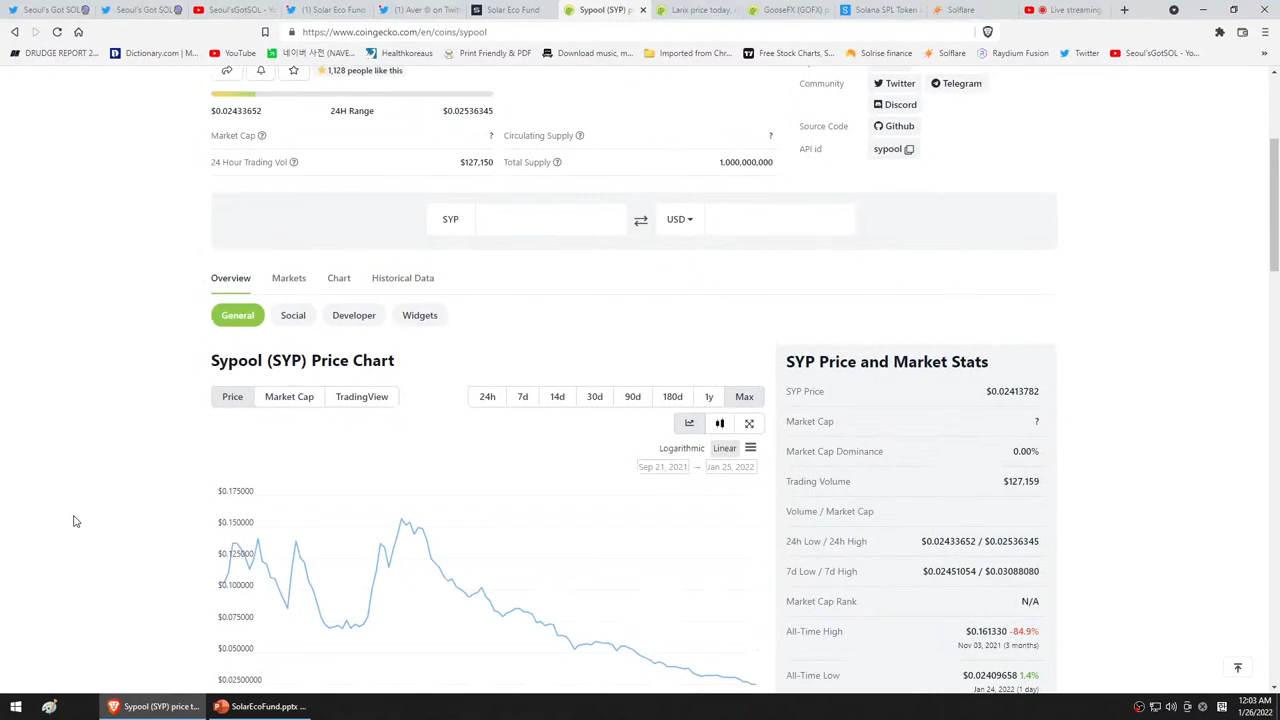 Seoul's Got SOL
Seoul's Got SOL
Seoul'sGotSOL - You
Solar Eco Fund
(1) Aver @ on Twitt
Solar Eco Fund
Sypool (SYP) p
Larix price today, c
GooseFX (GOFX) p
Solana SPL Token
Solflare
Live streaming
https://www.coingecko.com/en/coins/sypool
DRUDGE REPORT 2...
Dictionary.com | M...
YouTube
네이버 사전 (NAVE...
Healthkoreaus
Print Friendly & PDF
Download music, m...
Imported from Chr...
Free Stock Charts, S...
Solrise finance
Solflare
Raydium Fusion
Twitter
Seoul'sGotSOL - Yo...
1,128 people like this
$0.02433652
24H Range
$0.02536345
Market Cap
?
Circulating Supply
?
24 Hour Trading Vol
$127,150
Total Supply
1,000,000,000
Community
Twitter
Telegram
Discord
Source Code
Github
API id
sypool
SYP
USD
Overview
Markets
Chart
Historical Data
General
Social
Developer
Widgets
Sypool (SYP) Price Chart
Price
Market Cap
TradingView
24h
7d
14d
30d
90d
180d
1y
Max
Logarithmic
Linear
Sep 21, 2021 → Jan 25, 2022
$0.175000
$0.150000
$0.125000
$0.100000
$0.075000
$0.050000
$0.02500000
SYP Price and Market Stats
SYP Price
$0.02413782
Market Cap
?
Market Cap Dominance
0.00%
Trading Volume
$127,159
Volume / Market Cap
24h Low / 24h High
$0.02433652 / $0.02536345
7d Low / 7d High
$0.02451054 / $0.03088080
Market Cap Rank
N/A
All-Time High
$0.161330 -84.9%
Nov 03, 2021 (3 months)
All-Time Low
$0.02409658 1.4%
Jan 24, 2022 (1 day)
Sypool (SYP) price t...
SolarEcoFund.pptx ...
12:03 AM
1/26/2022